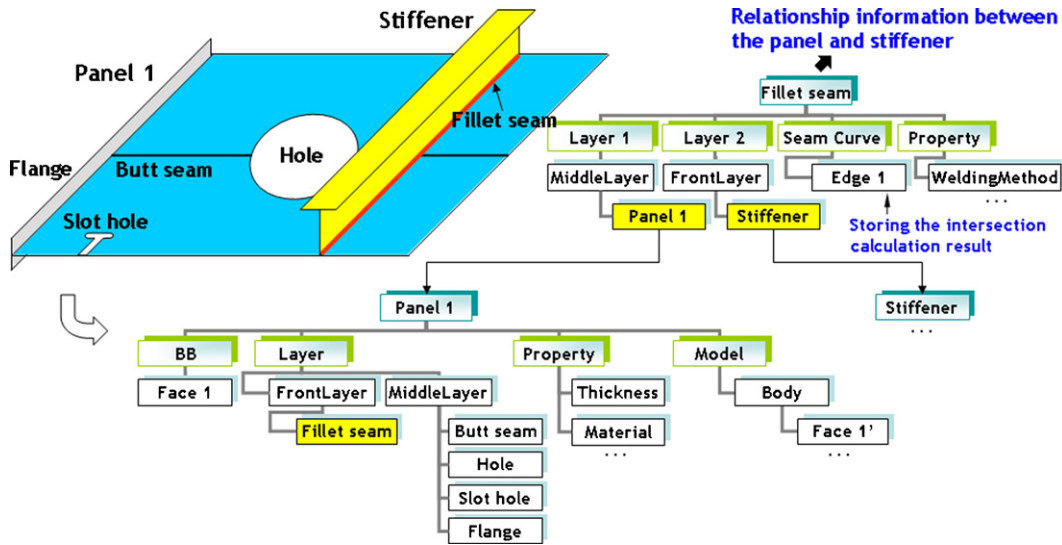 Stiffener
Panel 1
Fillet seam
Hole
Butt seam
Flange
Slot hole
Relationship information between
the panel and stiffener
Fillet seam
Layer 1
Layer 2
Seam Curve
Property
MiddleLayer
FrontLayer
Edge 1
WeldingMethod
...
Panel 1
Stiffener
Storing the intersection
calculation result
Panel 1
Stiffener
...
BB
Layer
Property
Model
Face 1
FrontLayer
MiddleLayer
Thickness
Body
Fillet seam
Butt seam
Material
Face 1’
...
...
Hole
Slot hole
Flange